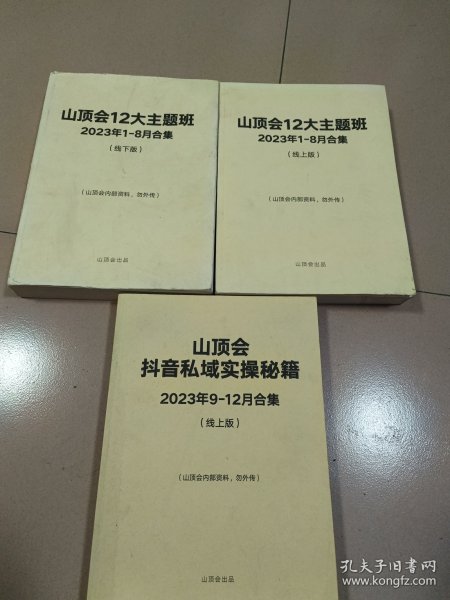 山顶会12大主题班
2023年1-8月合集
（线下版）
（山顶会内部资料，勿外传）
山顶会出品
山顶会12大主题班
2023年1-8月合集
（线上版）
（山顶会内部资料，勿外传）
山顶会出品
山顶会
抖音私域实操秘籍
2023年9-12月合集
（线上版）
（山顶会内部资料，勿外传）
山顶会出品
孔夫子旧书网
www.kongfz.com